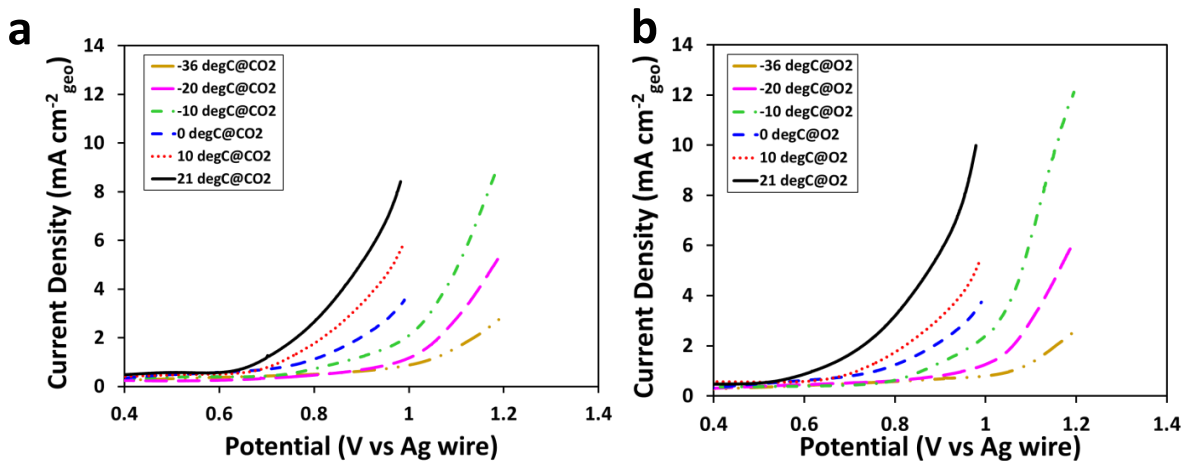 a
14
12
10
8
6
4
2
0
0.4
0.6
0.8
1
1.2
1.4
Current Density (mA cm-2geo)
Potential (V vs Ag wire)
-36 degC@CO2
-20 degC@CO2
-10 degC@CO2
0 degC@CO2
10 degC@CO2
21 degC@CO2
b
14
12
10
8
6
4
2
0
0.4
0.6
0.8
1
1.2
1.4
Current Density (mA cm-2geo)
Potential (V vs Ag wire)
-36 degC@O2
-20 degC@O2
-10 degC@O2
0 degC@O2
10 degC@O2
21 degC@O2